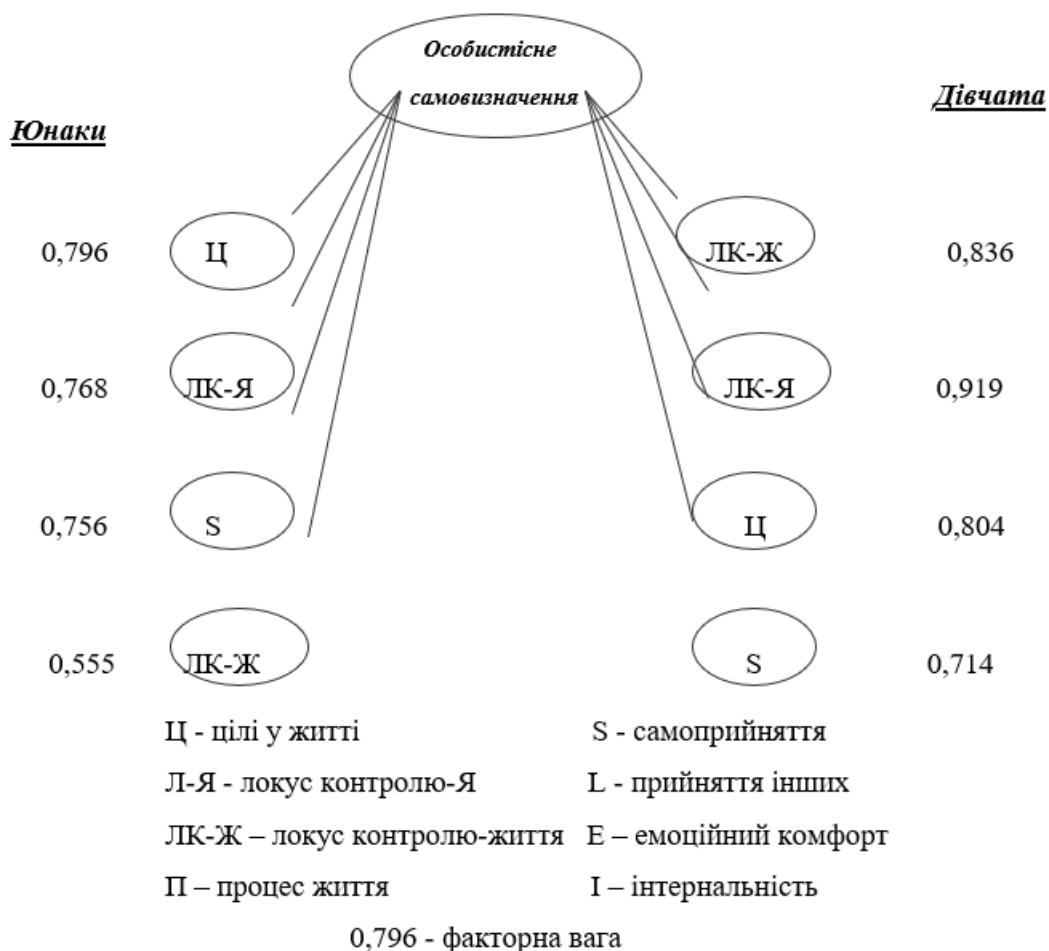 Особистісне
самовизначення
Юнаки
Дівчата
0,796 Ц ЛК-Ж 0,836
0,768 ЛК-Я ЛК-Я 0,919
0,756 S Ц 0,804
0,555 ЛК-Ж S 0,714
Ц - цілі у житті S - самоприйняття
Л-Я - локус контролю-Я L - прийняття інших
ЛК-Ж – локус контролю-життя E – емоційний комфорт
П – процес життя I – інтернальність
0,796 - факторна вага